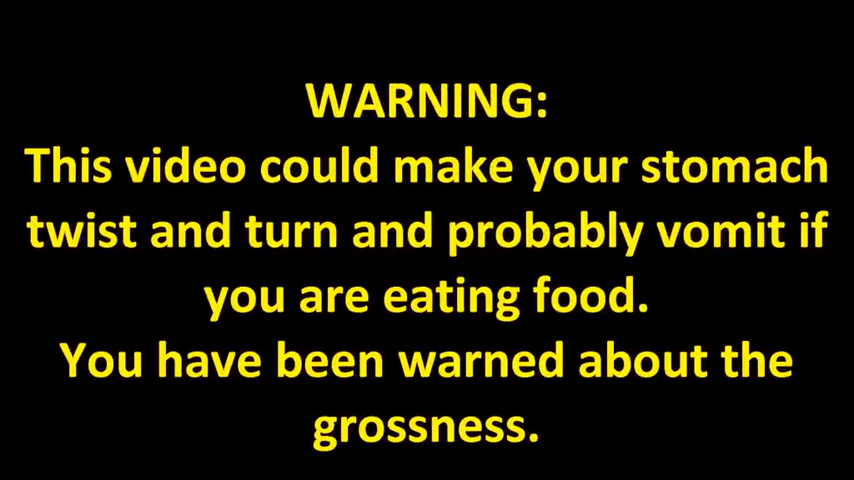 WARNING:
This video could make your stomach
twist and turn and probably vomit if
you are eating food.
You have been warned about the
grossness.